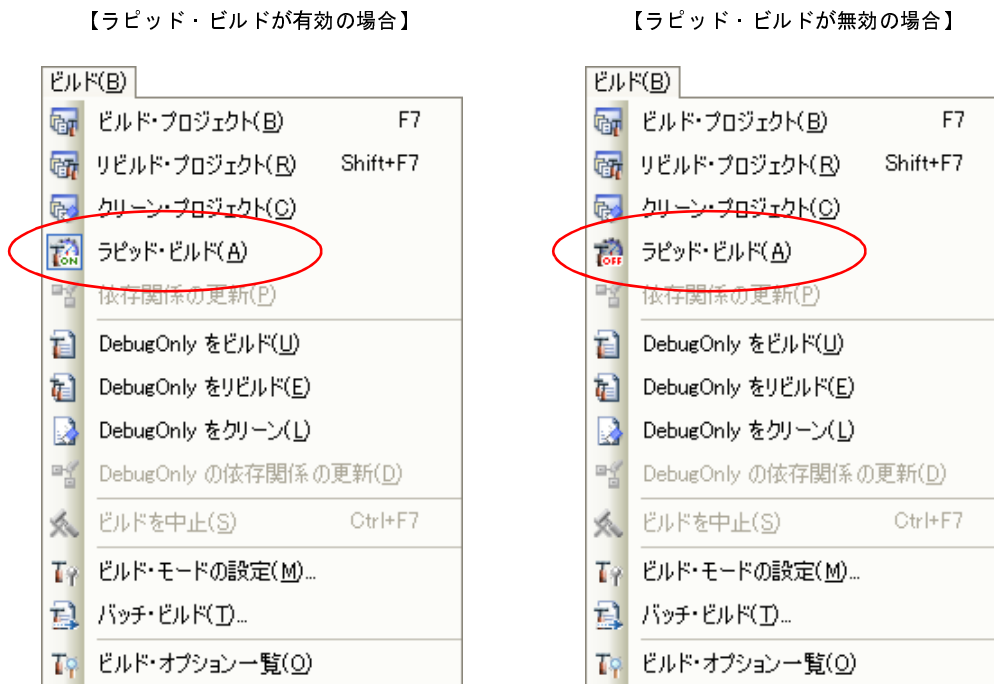 【ラピッド・ビルドが有効の場合】
ビルド(B)
ビルド・プロジェクト(B) F7
リビルド・プロジェクト(R) Shift+F7
クリーン・プロジェクト(C)
ON ラピッド・ビルド(A)
依存関係の更新(P)
DebugOnly をビルド(U)
DebugOnly をリビルド(E)
DebugOnly をクリーン(L)
DebugOnly の依存関係の更新(D)
ビルドを中止(S) Ctrl+F7
ビルド・モードの設定(M)...
バッチ・ビルド(T)...
ビルド・オプション一覧(O)
【ラピッド・ビルドが無効の場合】
ビルド(B)
ビルド・プロジェクト(B) F7
リビルド・プロジェクト(R) Shift+F7
クリーン・プロジェクト(C)
OFF ラピッド・ビルド(A)
依存関係の更新(P)
DebugOnly をビルド(U)
DebugOnly をリビルド(E)
DebugOnly をクリーン(L)
DebugOnly の依存関係の更新(D)
ビルドを中止(S) Ctrl+F7
ビルド・モードの設定(M)...
バッチ・ビルド(T)...
ビルド・オプション一覧(O)